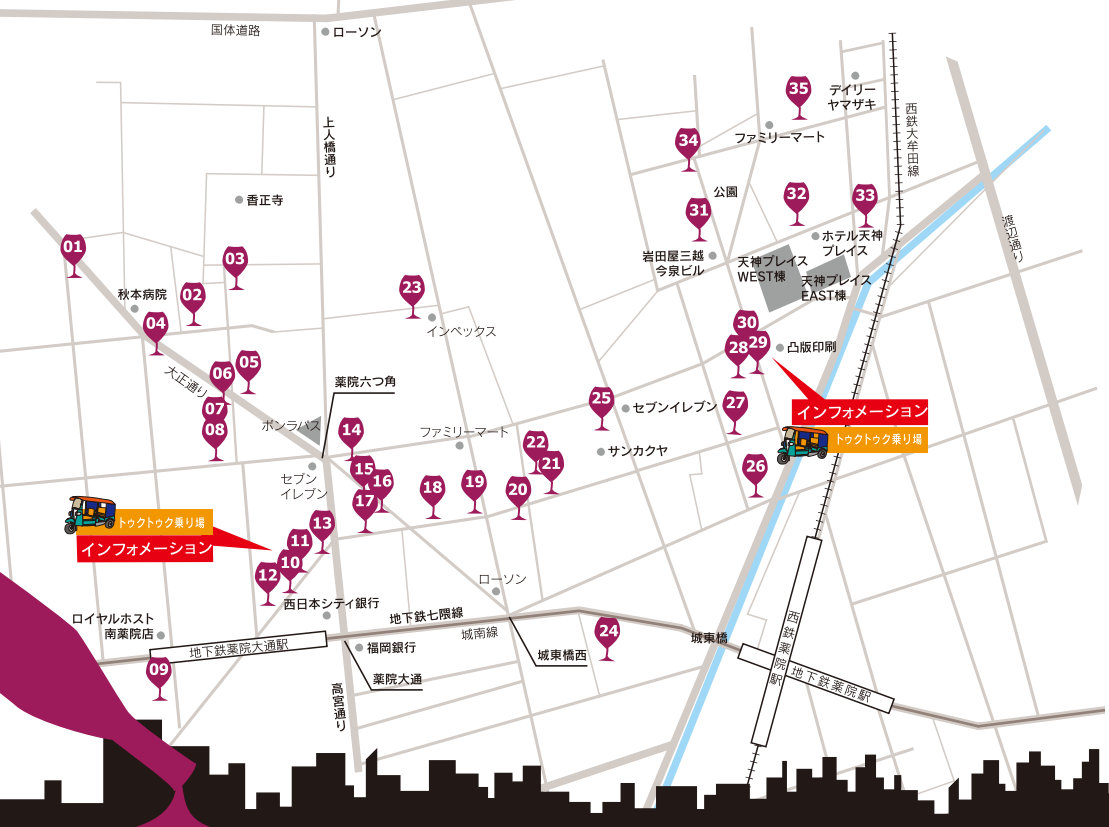 国体道路
ローソン
上人橋通り
35
デイリー
ヤマザキ
西鉄大牟田線
ファミリーマート
34
公園
32
33
31
香正寺
渡辺通り
01
03
ホテル天神
プレイス
岩田屋三越
今泉ビル
天神プレイス
WEST棟
天神プレイス
EAST棟
02
秋本病院
23
インベックス
04
30
28
29
凸版印刷
05
06
大正通り
薬院六つ角
07
08
ボンラパス
14
ファミリーマート
25
セブンイレブン
27
インフォメーション
トゥクトゥク乗り場
22
21
サンカクヤ
26
セブン
イレブン
15
16
17
18
19
20
トゥクトゥク乗り場
インフォメーション
13
11
10
12
西日本シティ銀行
ローソン
ロイヤルホスト
南薬院店
地下鉄七隈線
城南線
地下鉄薬院大通駅
福岡銀行
24
城東橋西
城東橋
西鉄薬院駅
地下鉄薬院駅
09
薬院大通
高宮通り